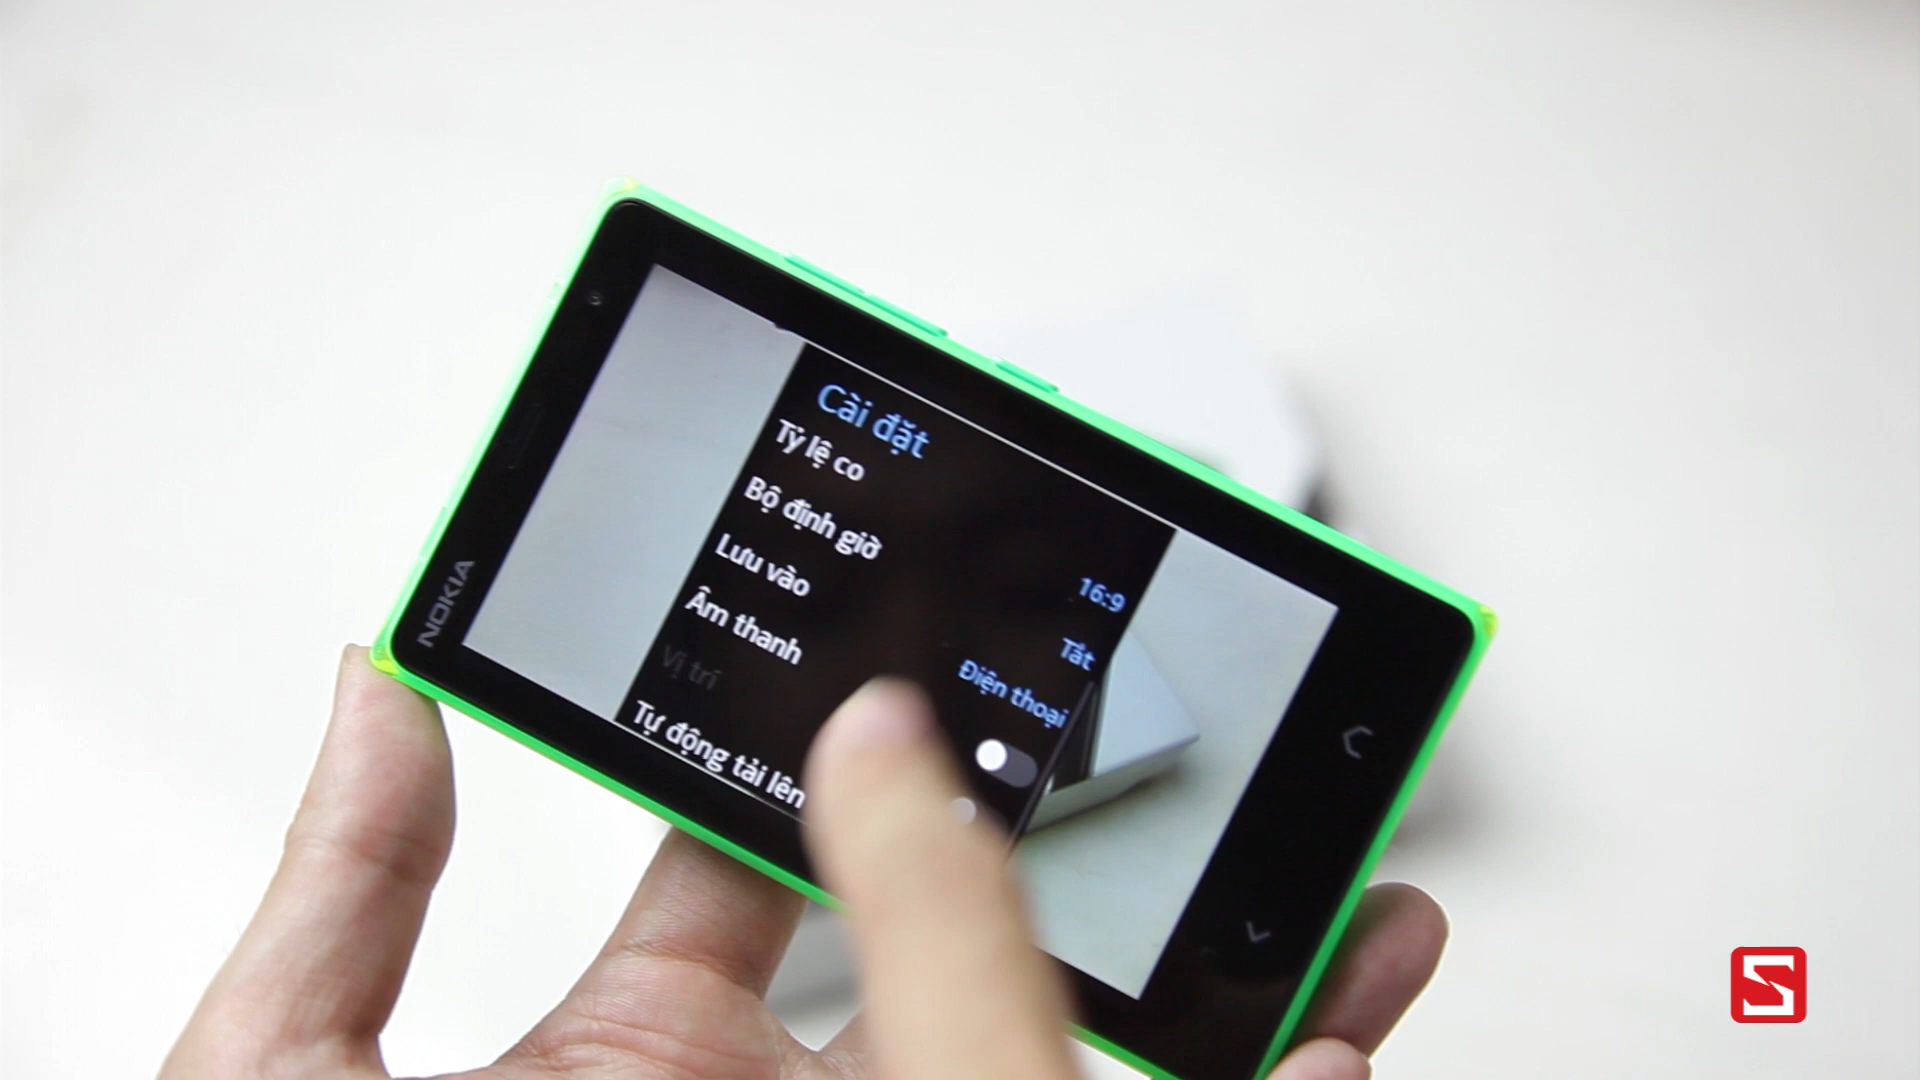 NOKIA
Cài đặt
Tỷ lệ co
16:9
Bộ định giờ
Tắt
Lưu vào
Điện thoại
Âm thanh
Vị trí
Tự động tải lên